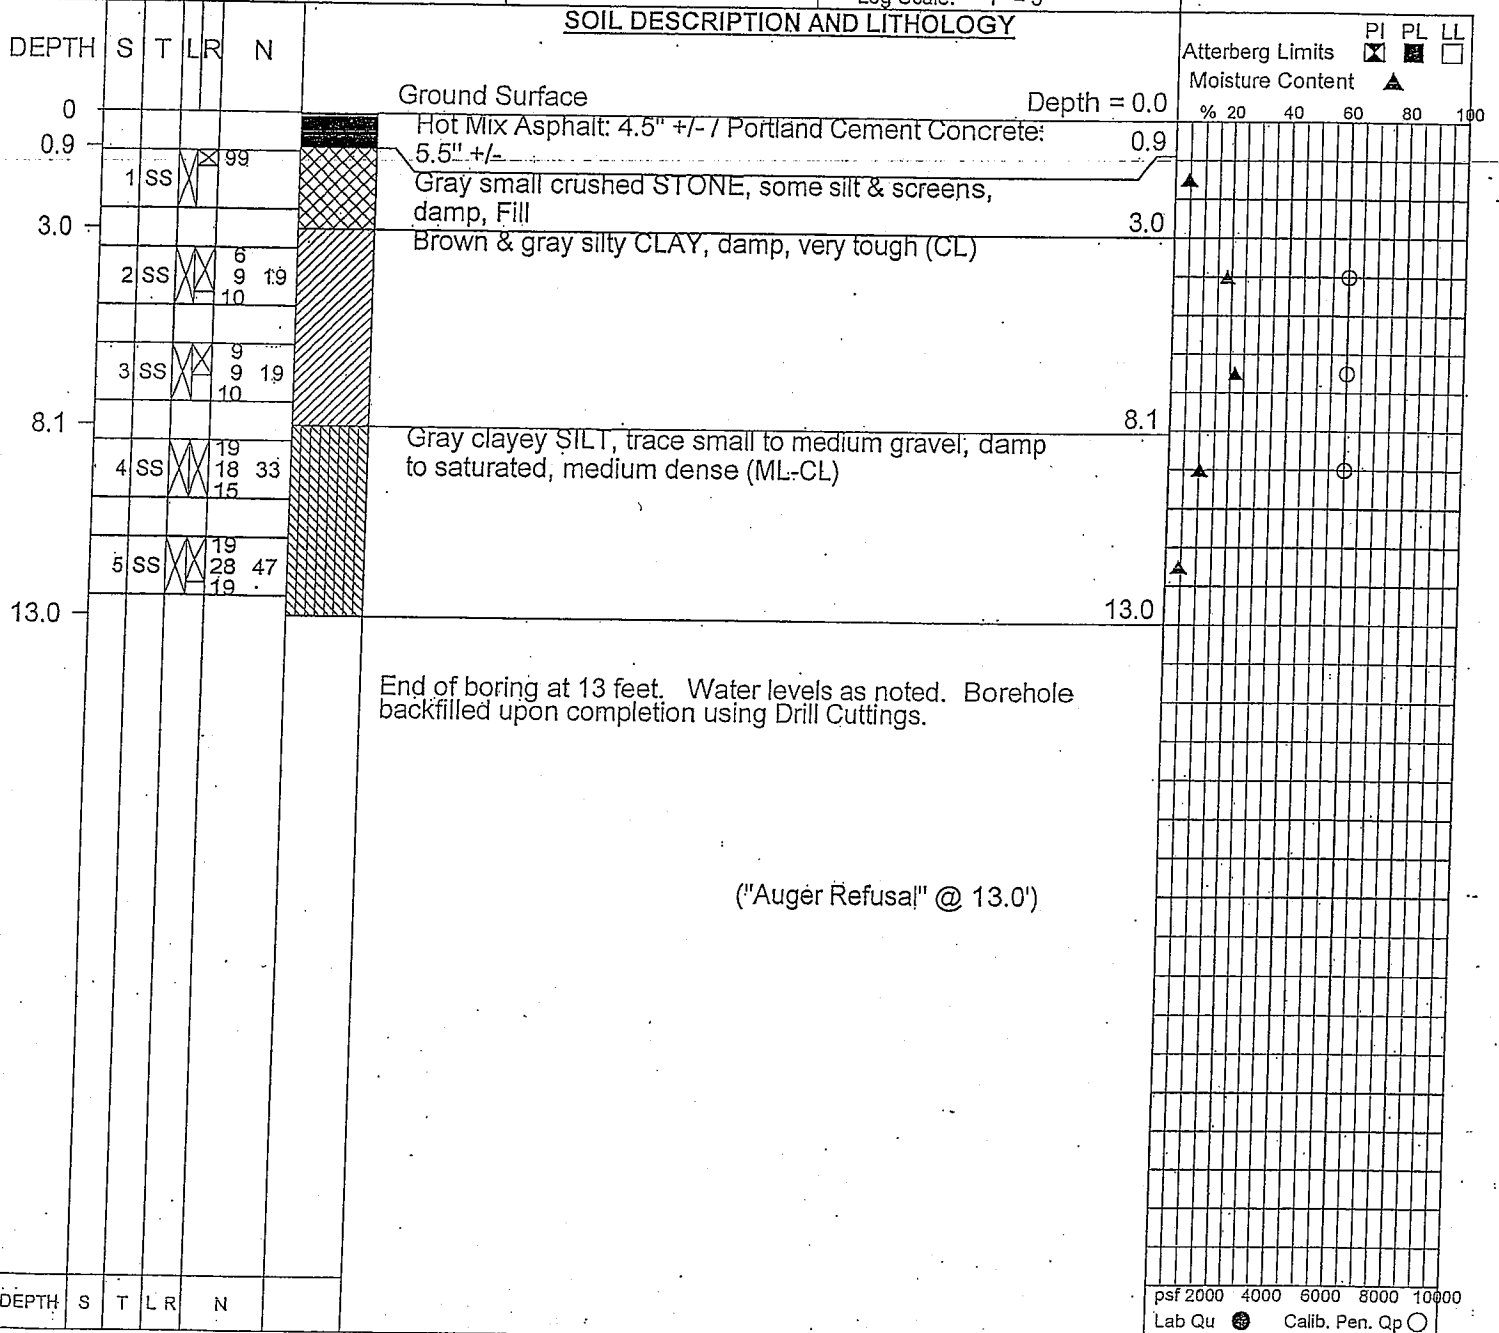 SOIL DESCRIPTION AND LITHOLOGY
DEPTH S T L R N
PI PL LL
Atterberg Limits
Moisture Content
Ground Surface
Depth = 0.0
% 20 40 60 80 100
0
Hot Mix Asphalt: 4.5" +/- / Portland Cement Concrete:
5.5" +/-
0.9
0.9
99
1 SS
Gray small crushed STONE, some silt & screens,
damp, Fill
3.0
3.0
Brown & gray silty CLAY, damp, very tough (CL)
6
2 SS 9 19
10
9
3 SS 9 19
10
8.1
8.1
Gray clayey SILT, trace small to medium gravel, damp
to saturated, medium dense (ML-CL)
19
4 SS 18 33
15
19
5 SS 28 47
19
13.0
13.0
End of boring at 13 feet. Water levels as noted. Borehole
backfilled upon completion using Drill Cuttings.
("Auger Refusal" @ 13.0')
DEPTH S T L R N
psf 2000 4000 6000 8000 10000
Lab Qu Calib. Pen. Qp